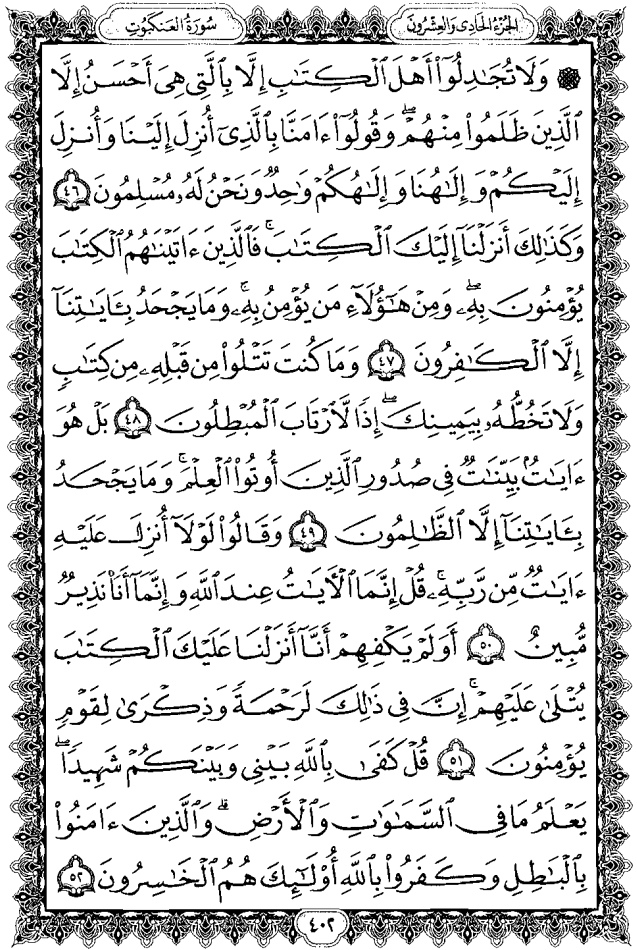 الجزء الحادي والعشرون
سورة العنكبوت
۞ وَلَا تُجَٰدِلُوٓا۟ أَهْلَ ٱلْكِتَٰبِ إِلَّا بِٱلَّتِى هِىَ أَحْسَنُ إِلَّا
ٱلَّذِينَ ظَلَمُوا۟ مِنْهُمْ ۖ وَقُولُوٓا۟ ءَامَنَّا بِٱلَّذِىٓ أُنزِلَ إِلَيْنَا وَأُنزِلَ
إِلَيْكُمْ وَإِلَٰهُنَا وَإِلَٰهُكُمْ وَٰحِدٌ وَنَحْنُ لَهُۥ مُسْلِمُونَ ٤٦
وَكَذَٰلِكَ أَنزَلْنَآ إِلَيْكَ ٱلْكِتَٰبَ ۚ فَٱلَّذِينَ ءَاتَيْنَٰهُمُ ٱلْكِتَٰبَ
يُؤْمِنُونَ بِهِۦ ۖ وَمِنْ هَٰٓؤُلَآءِ مَن يُؤْمِنُ بِهِۦ ۚ وَمَا يَجْحَدُ بِـَٔايَٰتِنَآ
إِلَّا ٱلْكَٰفِرُونَ ٤٧ وَمَا كُنتَ تَتْلُوا۟ مِن قَبْلِهِۦ مِن كِتَٰبٍ
وَلَا تَخُطُّهُۥ بِيَمِينِكَ ۖ إِذًا لَّٱرْتَابَ ٱلْمُبْطِلُونَ ٤٨ بَلْ هُوَ
ءَايَٰتٌۢ بَيِّنَٰتٌ فِى صُدُورِ ٱلَّذِينَ أُوتُوا۟ ٱلْعِلْمَ ۚ وَمَا يَجْحَدُ
بِـَٔايَٰتِنَآ إِلَّا ٱلظَّٰلِمُونَ ٤٩ وَقَالُوا۟ لَوْلَآ أُنزِلَ عَلَيْهِ
ءَايَٰتٌ مِّن رَّبِّهِۦ ۖ قُلْ إِنَّمَا ٱلْءَايَٰتُ عِندَ ٱللَّهِ وَإِنَّمَآ أَنَا۠ نَذِيرٌ
مُّبِينٌ ٥٠ أَوَلَمْ يَكْفِهِمْ أَنَّآ أَنزَلْنَا عَلَيْكَ ٱلْكِتَٰبَ
يُتْلَىٰ عَلَيْهِمْ ۚ إِنَّ فِى ذَٰلِكَ لَرَحْمَةً وَذِكْرَىٰ لِقَوْمٍ
يُؤْمِنُونَ ٥١ قُلْ كَفَىٰ بِٱللَّهِ بَيْنِى وَبَيْنَكُمْ شَهِيدًا ۖ
يَعْلَمُ مَا فِى ٱلسَّمَٰوَٰتِ وَٱلْأَرْضِ ۗ وَٱلَّذِينَ ءَامَنُوا۟
بِٱلْبَٰطِلِ وَكَفَرُوا۟ بِٱللَّهِ أُو۟لَٰٓئِكَ هُمُ ٱلْخَٰسِرُونَ ٥٢
٤٠٢